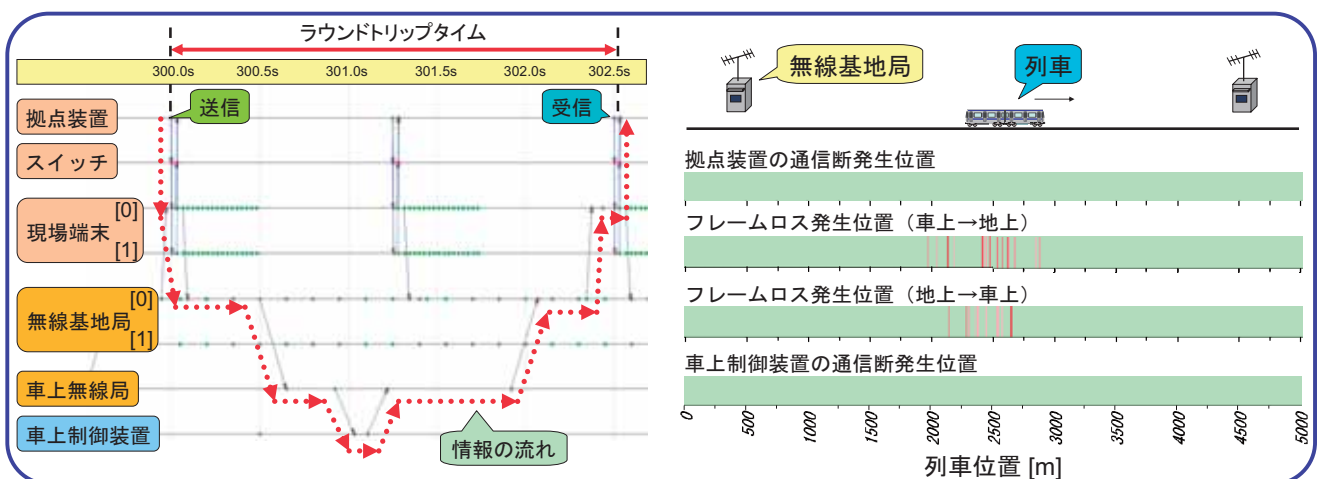 ラウンドトリップタイム
300.0s 300.5s 301.0s 301.5s 302.0s 302.5s
送信
受信
拠点装置
スイッチ
現場端末
[0]
[1]
無線基地局
[0]
[1]
車上無線局
車上制御装置
情報の流れ
無線基地局
列車
拠点装置の通信断発生位置
フレームロス発生位置（車上→地上）
フレームロス発生位置（地上→車上）
車上制御装置の通信断発生位置
0 500 1000 1500 2000 2500 3000 3500 4000 4500 5000
列車位置 [m]